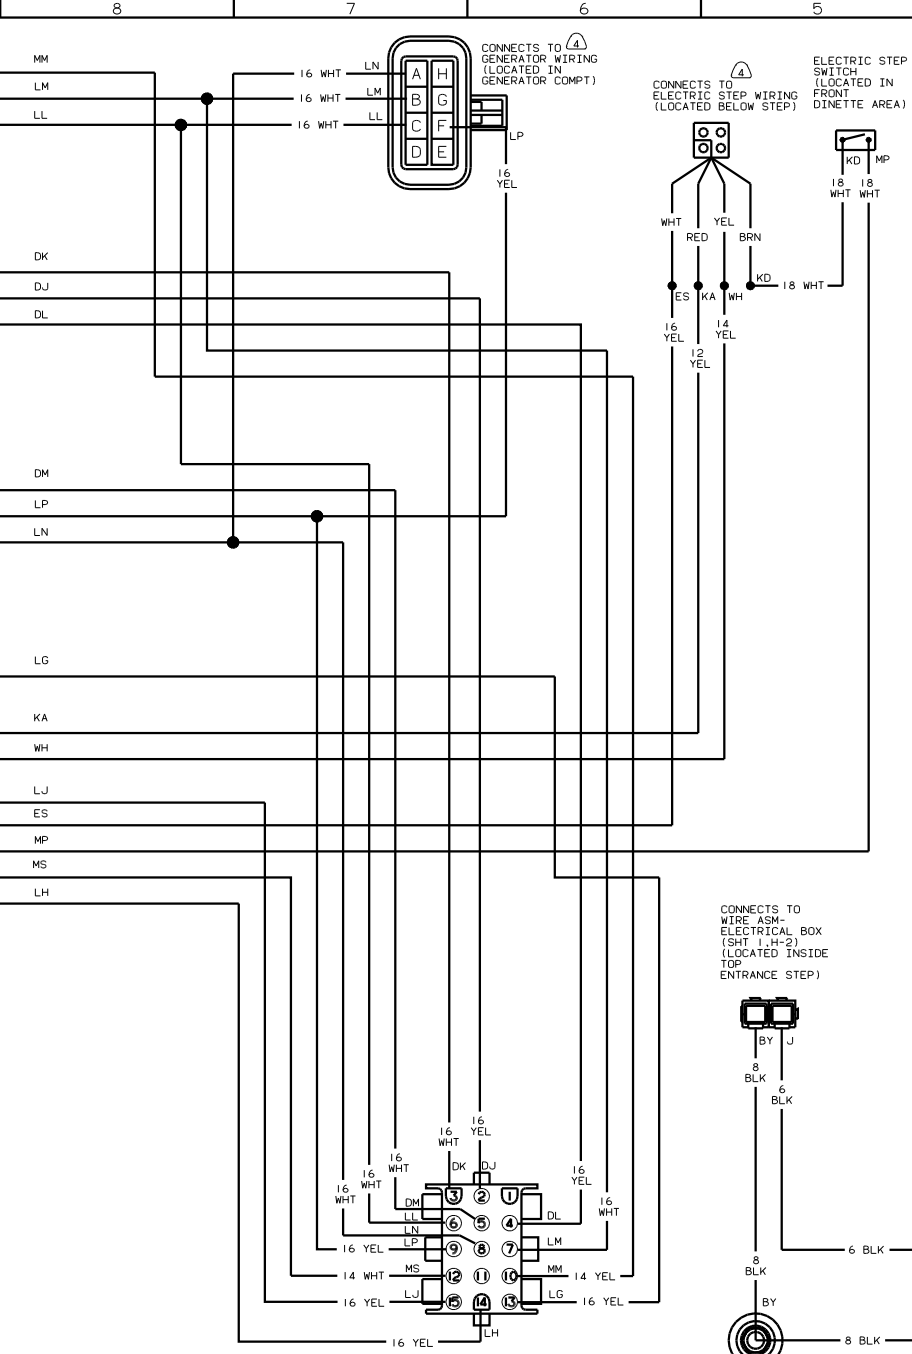 8
7
6
5
MM
LM
LL
16 WHT
LN
16 WHT
LM
16 WHT
LL
A H
B G
C F
D E
CONNECTS TO
4
GENERATOR WIRING
(LOCATED IN
GENERATOR COMPT)
LP
16
YEL
4
CONNECTS TO
ELECTRIC STEP WIRING
(LOCATED BELOW STEP)
ELECTRIC STEP
SWITCH
(LOCATED IN
FRONT
DINETTE AREA)
KD
MP
18
WHT
18
WHT
WHT
YEL
RED
BRN
KD
18 WHT
ES
KA
WH
16
YEL
14
YEL
12
YEL
DK
DJ
DL
DM
LP
LN
LG
KA
WH
LJ
ES
MP
MS
LH
CONNECTS TO
WIRE ASM-
ELECTRICAL BOX
(SHT 1,H-2)
(LOCATED INSIDE
TOP
ENTRANCE STEP)
BY
J
8
BLK
6
BLK
16
WHT
16
YEL
16
WHT
16
WHT
16
WHT
DK
DJ
16
YEL
16
WHT
3 2 1
DM
LL
6 5 4
DL
LN
LP
16 YEL
9 8 7
LM
MS
14 WHT
12 11 10
MM
14 YEL
LJ
16 YEL
15 14 13
LG
16 YEL
LH
16 YEL
6 BLK
8
BLK
BY
8 BLK